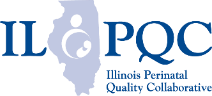 IL PQC
Illinois Perinatal
Quality Collaborative